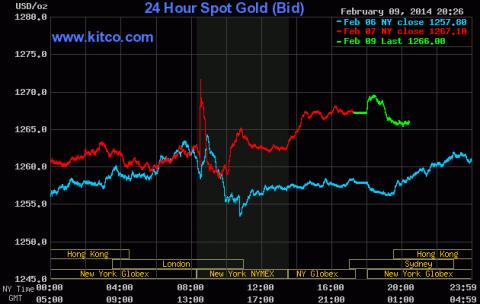 USD/oz
24 Hour Spot Gold (Bid)
February 09, 2014 20:26
www.kitco.com
Feb 06 NY close 1257.80
Feb 07 NY close 1267.10
Feb 09 Last 1266.00
1280.0
1275.0
1270.0
1265.0
1260.0
1255.0
1250.0
1245.0
Hong Kong
Hong Kong
London
Sydney
New York Globex
New York NYMEX
NY Globex
New York Globex
NY Time
00:00
04:00
08:00
12:00
16:00
20:00
23:59
GMT
05:00
09:00
13:00
17:00
21:00
01:00
04:59